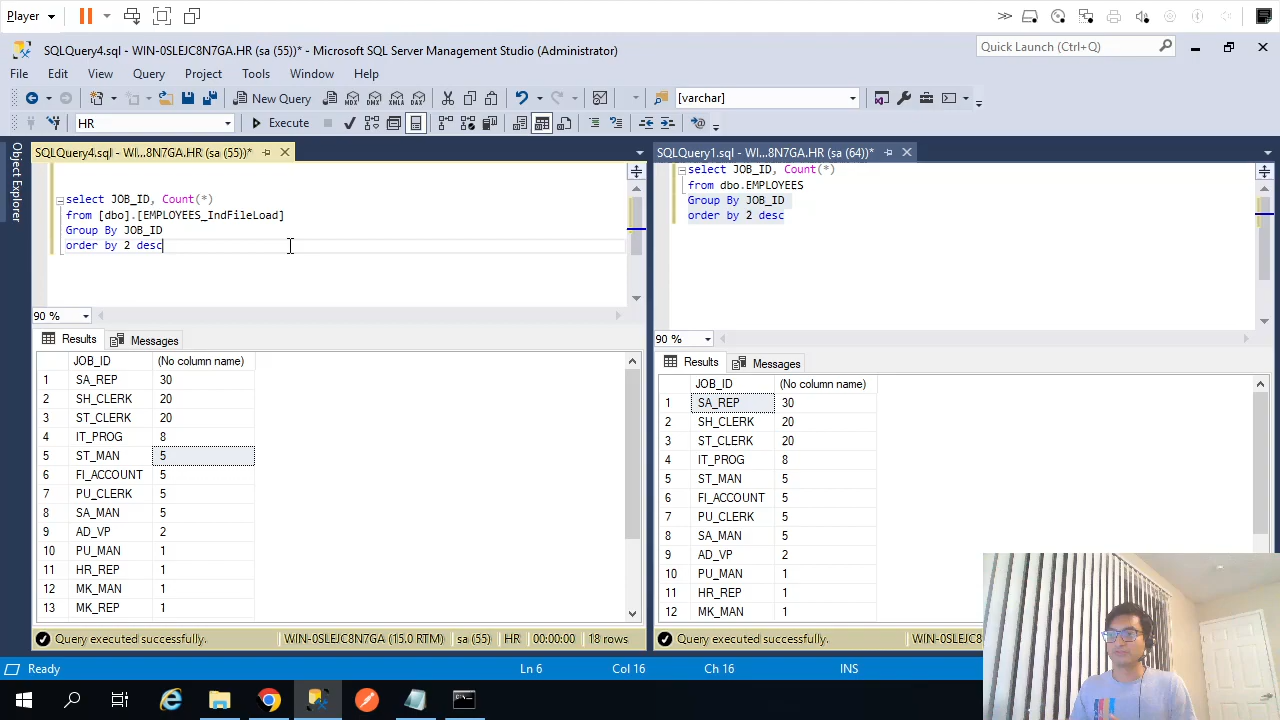 Player
SQLQuery4.sql - WIN-0SLEJC8N7GA.HR (sa (55))* - Microsoft SQL Server Management Studio (Administrator)
Quick Launch (Ctrl+Q)
File Edit View Query Project Tools Window Help
New Query
MDX DMX XMLA DAX
[varchar]
HR
Execute
Object Explorer
SQLQuery4.sql - WI...8N7GA.HR (sa (55))*
select JOB_ID, Count(*)
from [dbo].[EMPLOYEES_IndFileLoad]
Group By JOB_ID
order by 2 desc
90 %
Results Messages
JOB_ID (No column name)
1 SA_REP 30
2 SH_CLERK 20
3 ST_CLERK 20
4 IT_PROG 8
5 ST_MAN 5
6 FI_ACCOUNT 5
7 PU_CLERK 5
8 SA_MAN 5
9 AD_VP 2
10 PU_MAN 1
11 HR_REP 1
12 MK_MAN 1
13 MK_REP 1
Query executed successfully. WIN-0SLEJC8N7GA (15.0 RTM) sa (55) HR 00:00:00 18 rows
SQLQuery1.sql - WI...8N7GA.HR (sa (64))*
select JOB_ID, Count(*)
from dbo.EMPLOYEES
Group By JOB_ID
order by 2 desc
90 %
Results Messages
JOB_ID (No column name)
1 SA_REP 30
2 SH_CLERK 20
3 ST_CLERK 20
4 IT_PROG 8
5 ST_MAN 5
6 FI_ACCOUNT 5
7 PU_CLERK 5
8 SA_MAN 5
9 AD_VP 2
10 PU_MAN 1
11 HR_REP 1
12 MK_MAN 1
Query executed successfully. WIN-0SLEJC8
Ready Ln 6 Col 16 Ch 16 INS